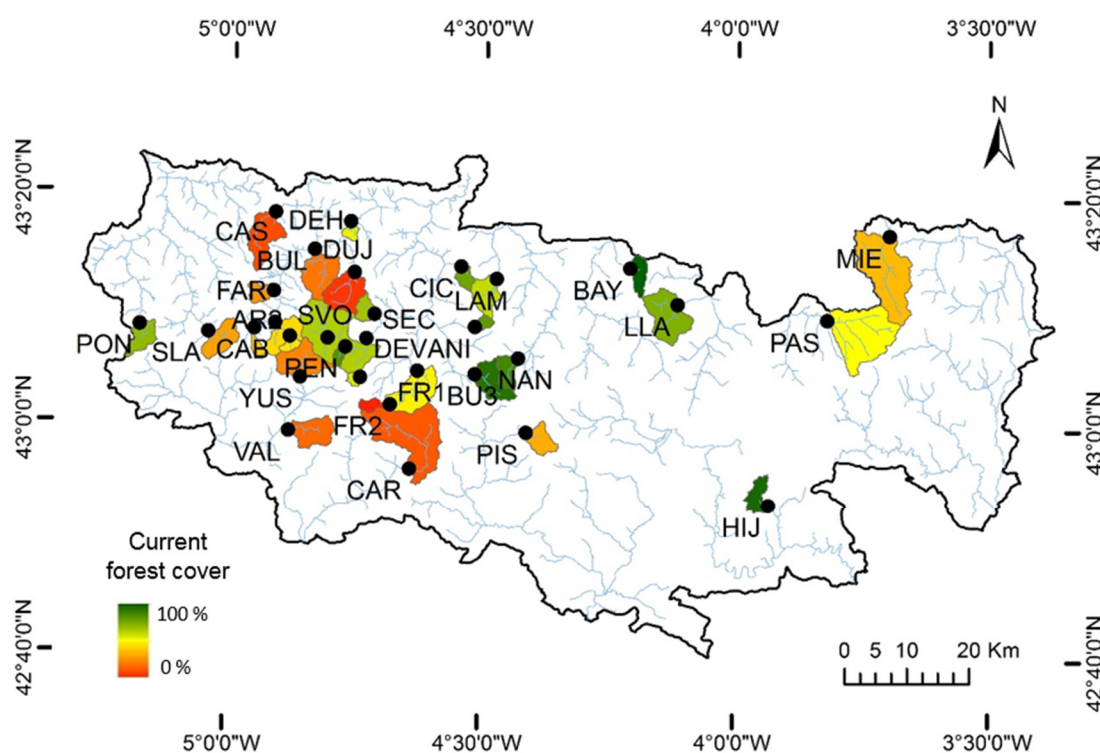 5°0'0"W 4°30'0"W 4°0'0"W 3°30'0"W
N
43°20'0"N 43°20'0"N
DEH
CAS
DUJ
BUL
MIE
FAR
CIC
BAY
LAM
SVO
SEC
LLA
PON
SLA
CAB
DEVANI
PAS
PEN
NAN
YUS
FR1
BU3
43°0'0"N 43°0'0"N
FR2
VAL
PIS
CAR
HIJ
Current
forest cover
100 %
0 %
0 5 10 20 Km
42°40'0"N 42°40'0"N
5°0'0"W 4°30'0"W 4°0'0"W 3°30'0"W